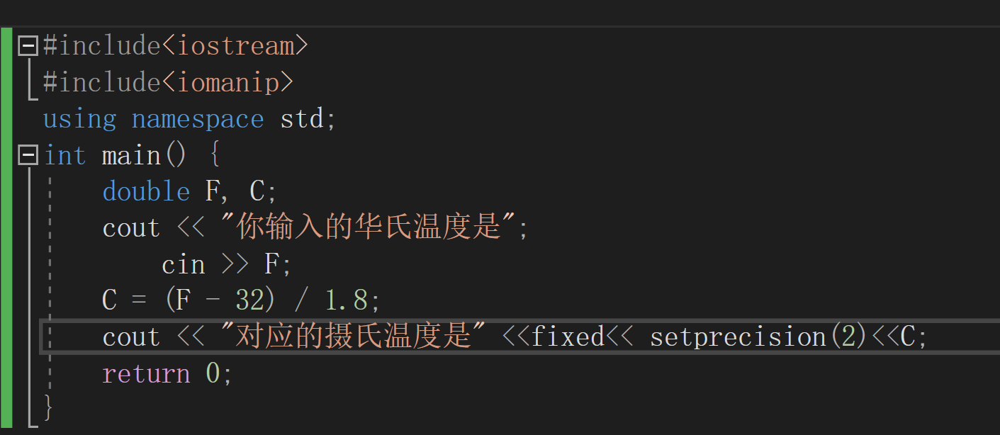 #include<iostream>
#include<iomanip>
using namespace std;
int main() {
double F, C;
cout << "你输入的华氏温度是";
cin >> F;
C = (F - 32) / 1.8;
cout << "对应的摄氏温度是" <<fixed<< setprecision(2)<<C;
return 0;
}